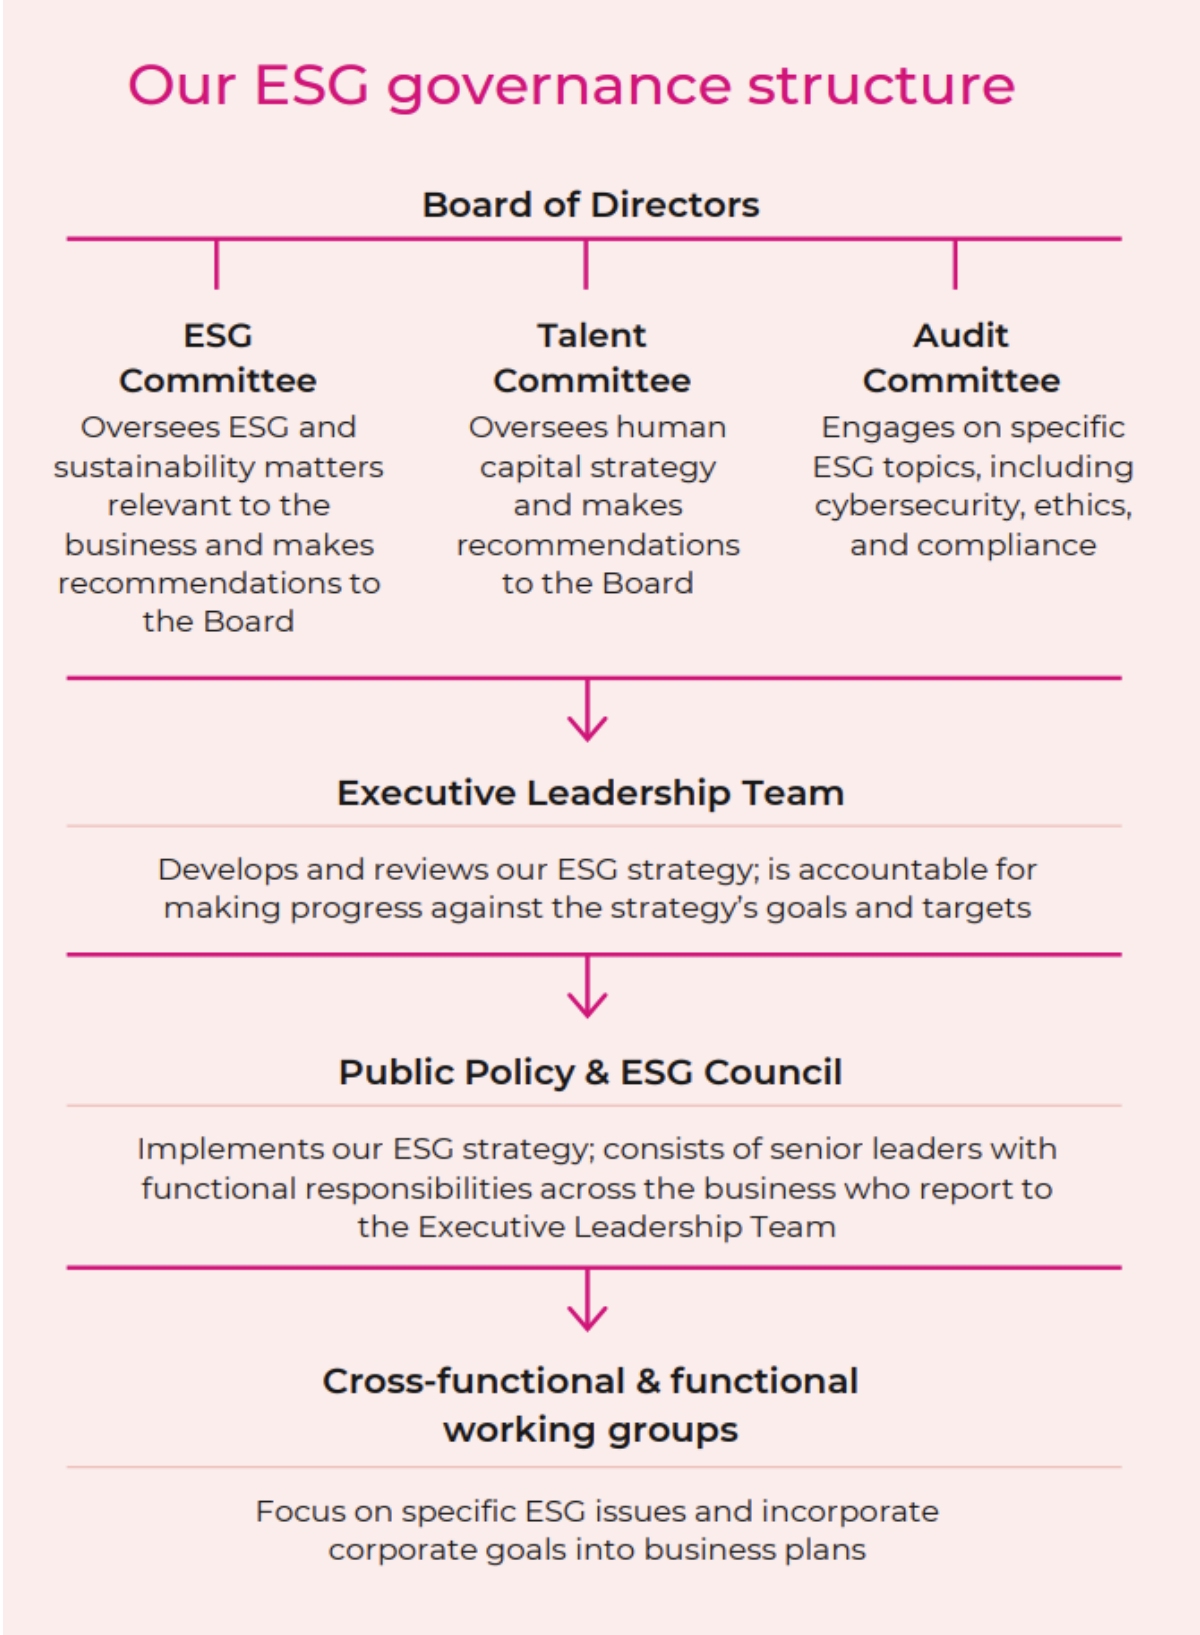 Our ESG governance structure
Board of Directors
ESG
Committee
Oversees ESG and
sustainability matters
relevant to the
business and makes
recommendations to
the Board
Talent
Committee
Oversees human
capital strategy
and makes
recommendations
to the Board
Audit
Committee
Engages on specific
ESG topics, including
cybersecurity, ethics,
and compliance
Executive Leadership Team
Develops and reviews our ESG strategy; is accountable for
making progress against the strategy’s goals and targets
Public Policy & ESG Council
Implements our ESG strategy; consists of senior leaders with
functional responsibilities across the business who report to
the Executive Leadership Team
Cross-functional & functional
working groups
Focus on specific ESG issues and incorporate
corporate goals into business plans